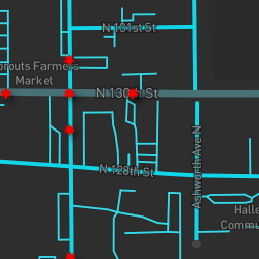 N 131st St
prouts Farmers
Market
N 130th St
N 128th St
Ashworth Ave N
Halle
Commu